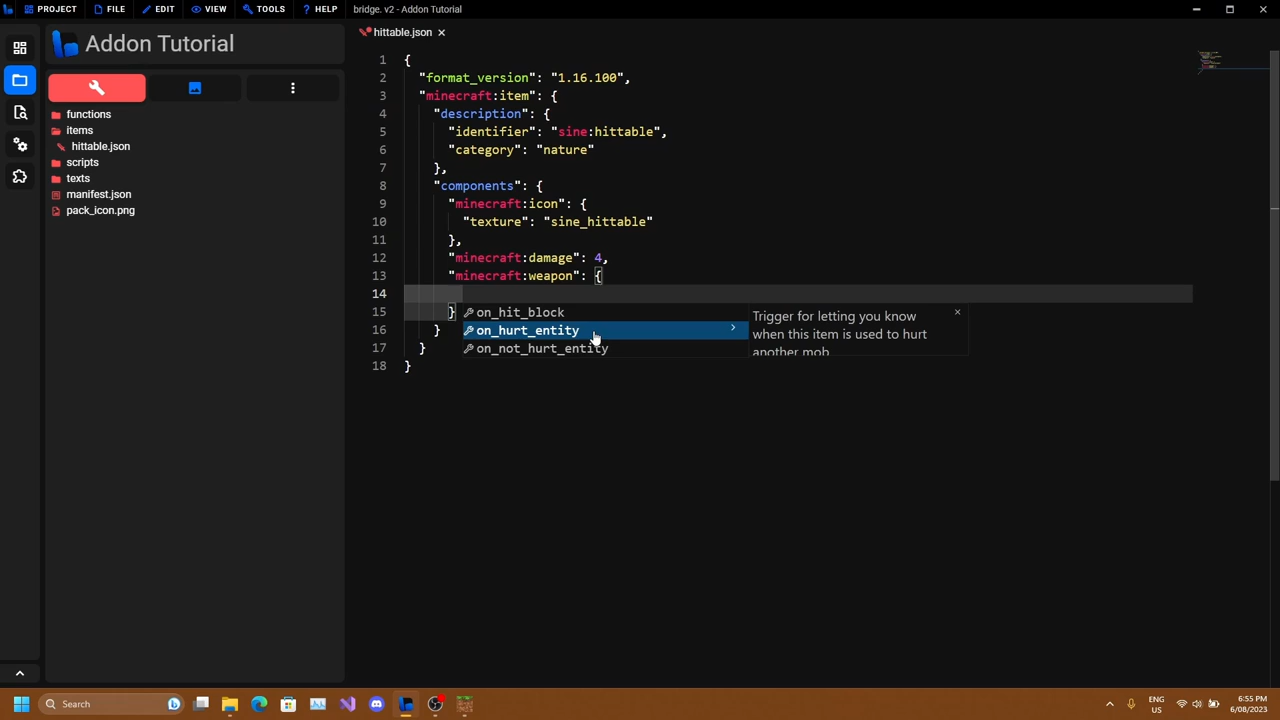 PROJECT FILE EDIT VIEW TOOLS HELP bridge. v2 - Addon Tutorial
Addon Tutorial
functions
items
hittable.json
scripts
texts
manifest.json
pack_icon.png
hittable.json
1 {
2 "format_version": "1.16.100",
3 "minecraft:item": {
4 "description": {
5 "identifier": "sine:hittable",
6 "category": "nature"
7 },
8 "components": {
9 "minecraft:icon": {
10 "texture": "sine_hittable"
11 },
12 "minecraft:damage": 4,
13 "minecraft:weapon": {
14
15 }
16 }
17 }
18 }
on_hit_block
on_hurt_entity
on_not_hurt_entity
Trigger for letting you know
when this item is used to hurt
another mob
Search
ENG
US
6:55 PM
6/08/2023